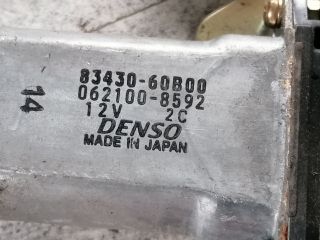 83430-60B00
062100-8592
12V 2C
DENSO
MADE IN JAPAN
14